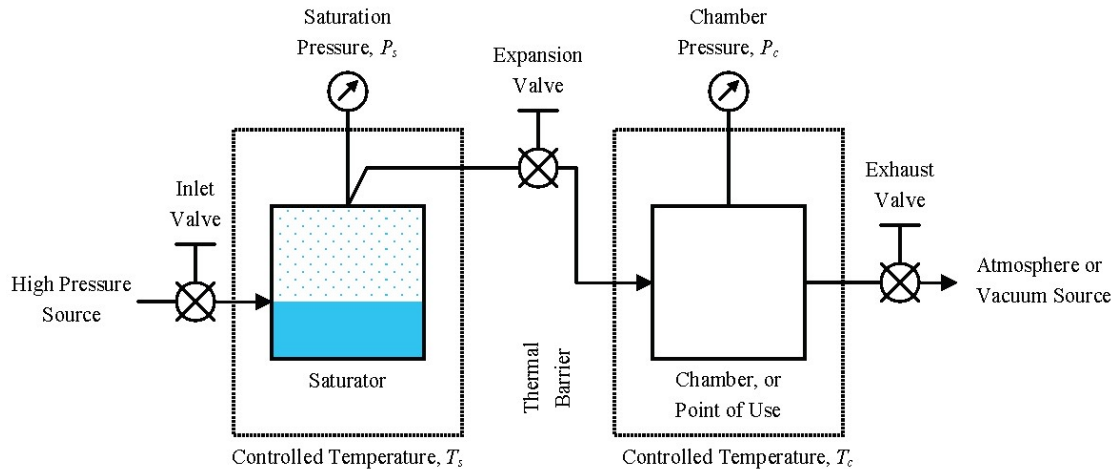 Saturation
Pressure, Ps
Chamber
Pressure, Pc
Expansion
Valve
Inlet
Valve
Exhaust
Valve
High Pressure
Source
Atmosphere or
Vacuum Source
Saturator
Thermal
Barrier
Chamber, or
Point of Use
Controlled Temperature, Ts
Controlled Temperature, Tc